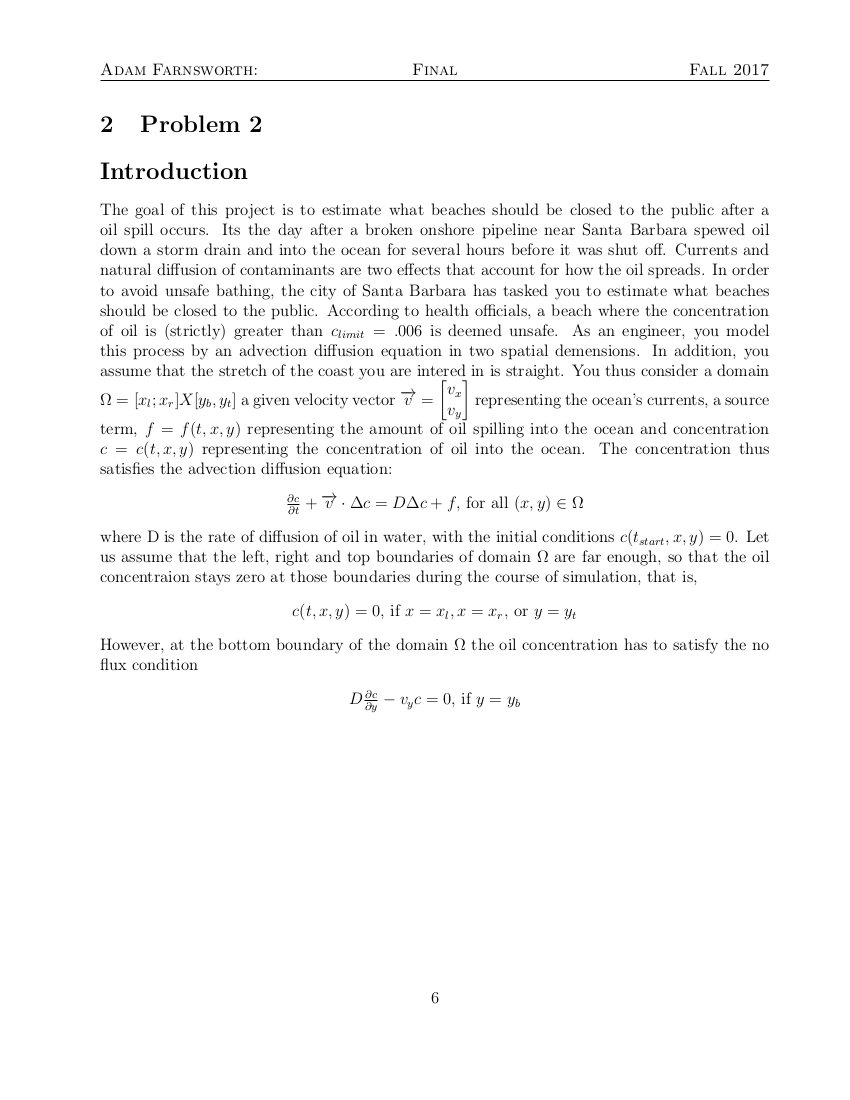 Adam Farnsworth: Final Fall 2017
2 Problem 2
Introduction
The goal of this project is to estimate what beaches should be closed to the public after a
oil spill occurs. Its the day after a broken onshore pipeline near Santa Barbara spewed oil
down a storm drain and into the ocean for several hours before it was shut off. Currents and
natural diffusion of contaminants are two effects that account for how the oil spreads. In order
to avoid unsafe bathing, the city of Santa Barbara has tasked you to estimate what beaches
should be closed to the public. According to health officials, a beach where the concentration
of oil is (strictly) greater than c_{limit} = .006 is deemed unsafe. As an engineer, you model
this process by an advection diffusion equation in two spatial demensions. In addition, you
assume that the stretch of the coast you are intered in is straight. You thus consider a domain
Ω = [x_l; x_r]X[y_b, y_t] a given velocity vector \overrightarrow{v} = \begin{bmatrix} v_x \\ v_y \end{bmatrix} representing the ocean's currents, a source
term, f = f(t, x, y) representing the amount of oil spilling into the ocean and concentration
c = c(t, x, y) representing the concentration of oil into the ocean. The concentration thus
satisfies the advection diffusion equation:
\frac{∂c}{∂t} + \overrightarrow{v} · Δc = DΔc + f, for all (x, y) ∈ Ω
where D is the rate of diffusion of oil in water, with the initial conditions c(t_{start}, x, y) = 0. Let
us assume that the left, right and top boundaries of domain Ω are far enough, so that the oil
concentraion stays zero at those boundaries during the course of simulation, that is,
c(t, x, y) = 0, if x = x_l, x = x_r, or y = y_t
However, at the bottom boundary of the domain Ω the oil concentration has to satisfy the no
flux condition
D\frac{∂c}{∂y} − v_y c = 0, if y = y_b
6